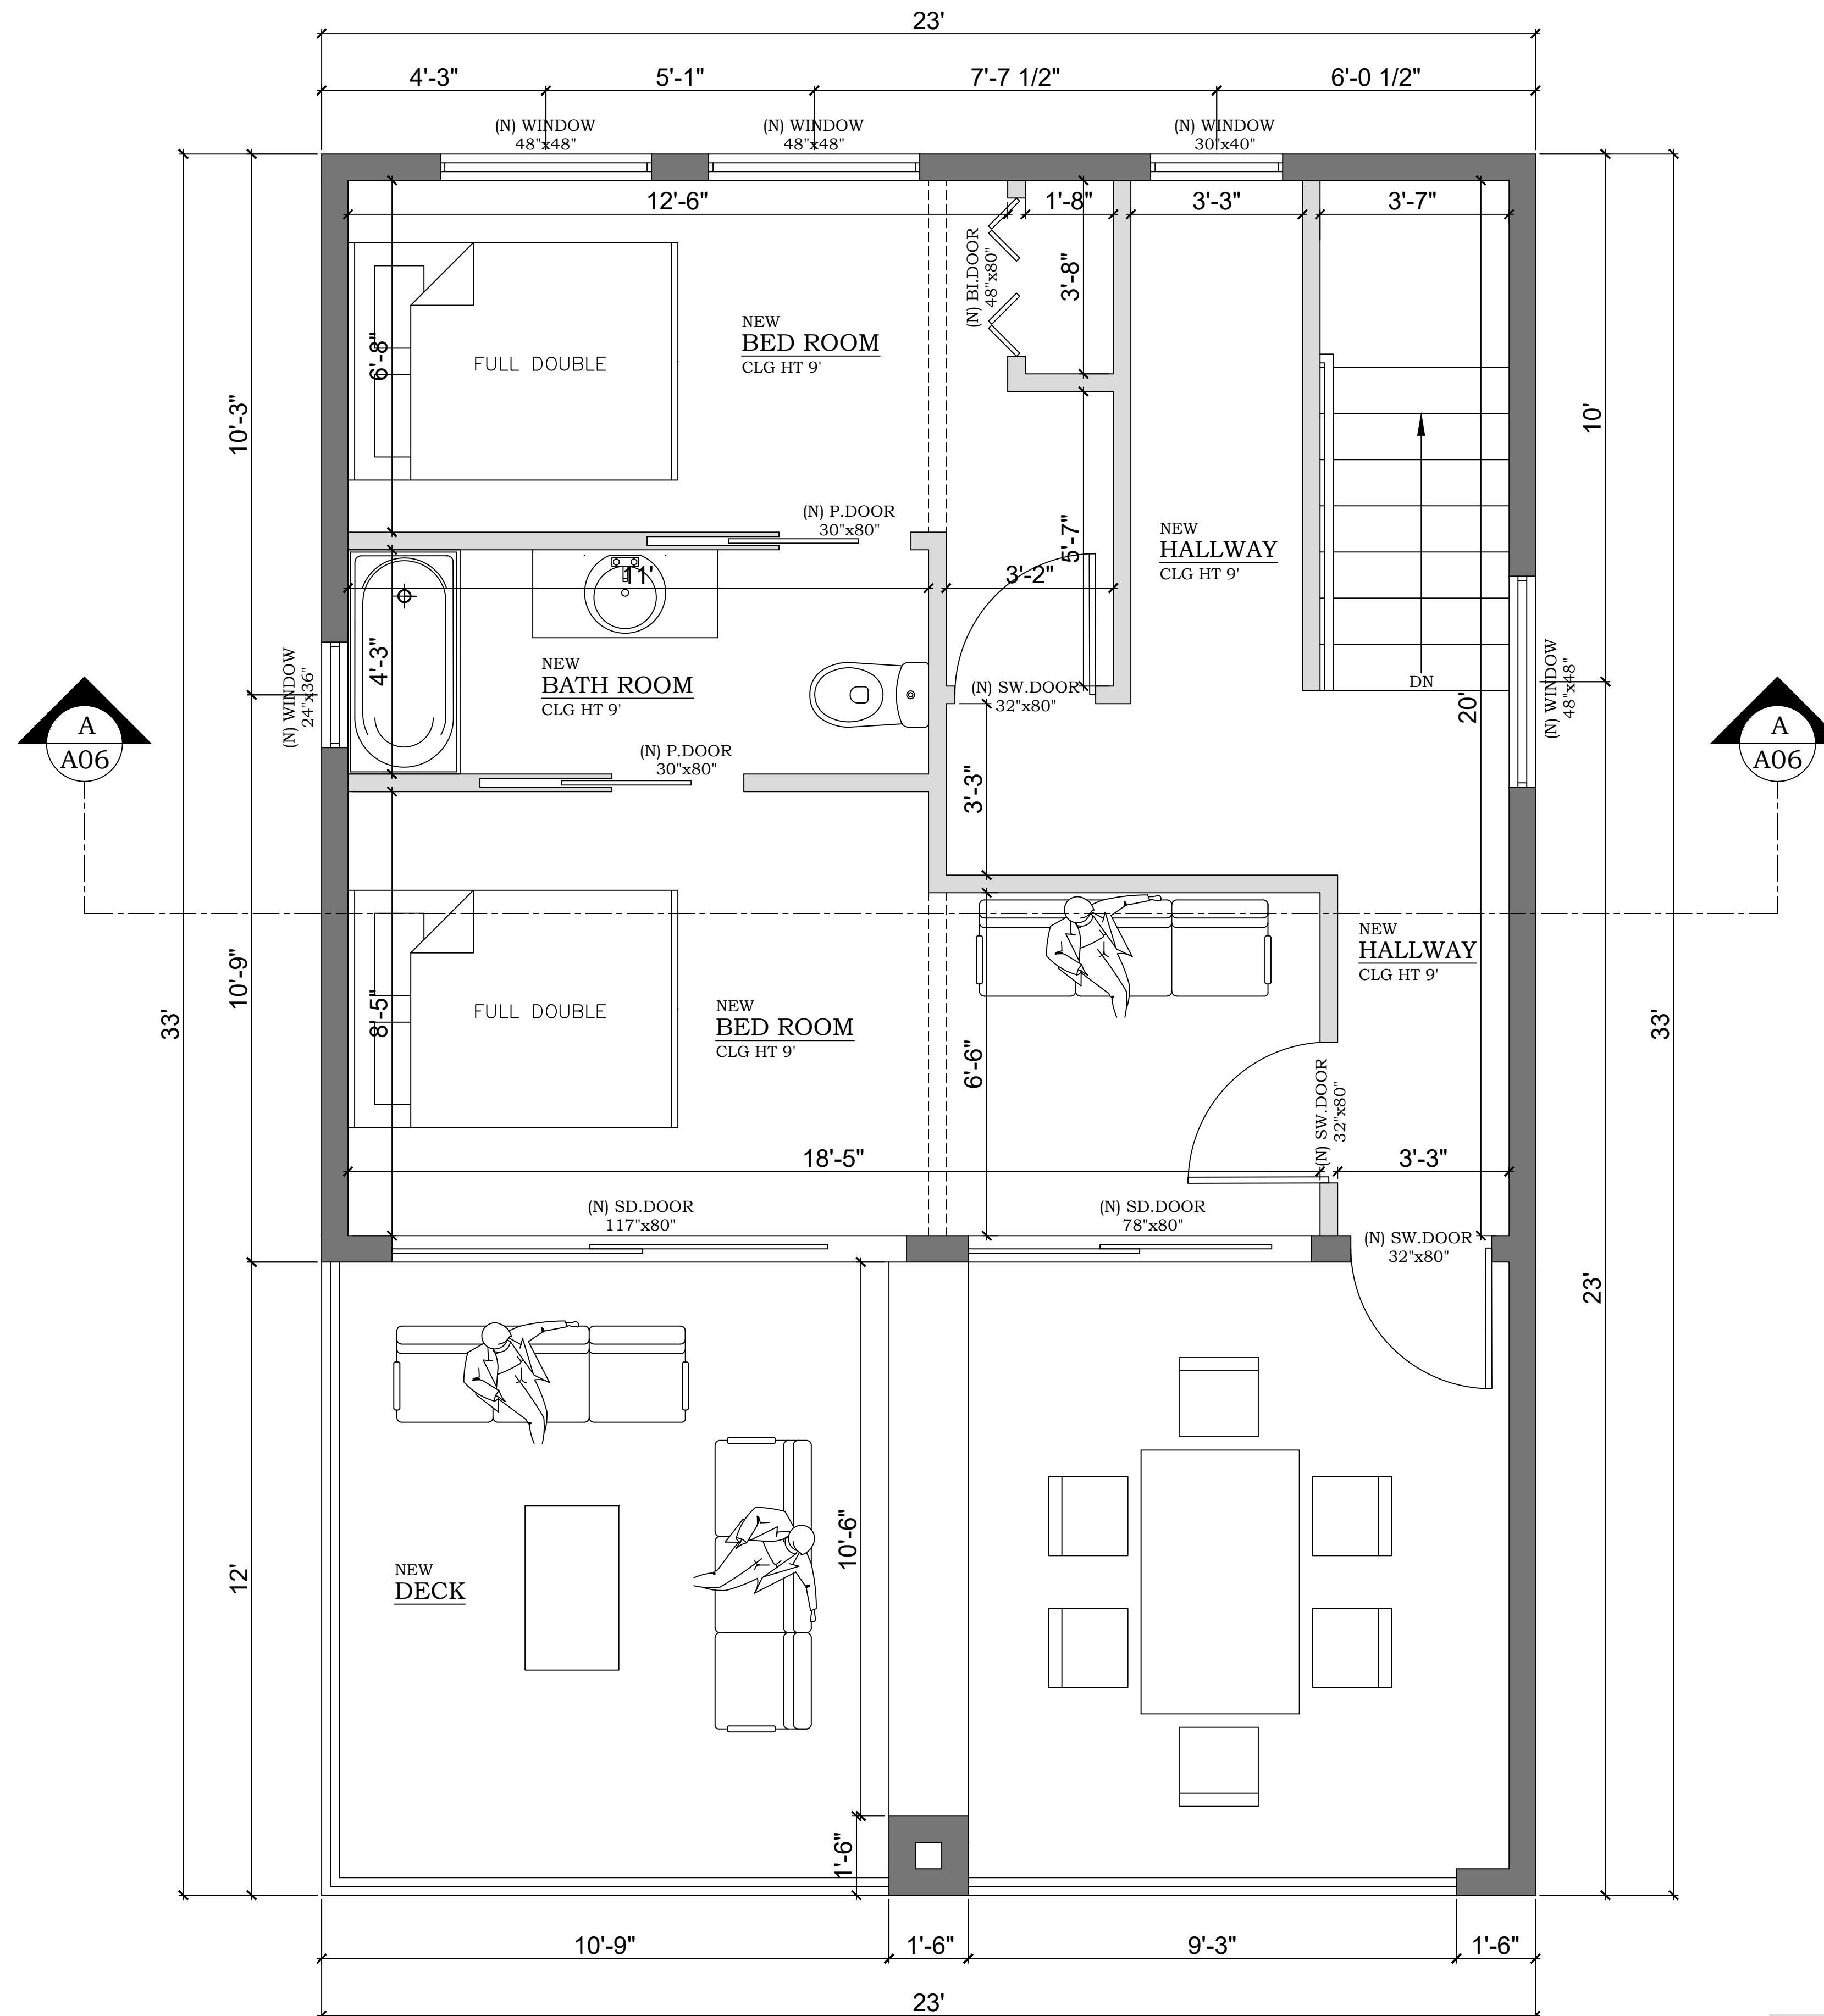 23'
4'-3"
5'-1"
7'-7 1/2"
6'-0 1/2"
(N) WINDOW
48"x48"
(N) WINDOW
48"x48"
(N) WINDOW
30"x40"
12'-6"
1'-8"
3'-3"
3'-7"
(N) BI.DOOR
48"x80"
3'-8"
NEW
BED ROOM
CLG HT 9'
FULL DOUBLE
6'-8"
10'-3"
10'
(N) P.DOOR
30"x80"
5'-7"
NEW
HALLWAY
CLG HT 9'
11'
3'-2"
4'-3"
NEW
BATH ROOM
CLG HT 9'
(N) WINDOW
24"x36"
(N) SW.DOOR
32"x80"
DN
20'
(N) WINDOW
48"x48"
A
A06
A
A06
(N) P.DOOR
30"x80"
3'-3"
NEW
HALLWAY
CLG HT 9'
10'-9"
33'
8'-5"
FULL DOUBLE
NEW
BED ROOM
CLG HT 9'
6'-6"
(N) SW.DOOR
32"x80"
33'
18'-5"
3'-3"
(N) SD.DOOR
117"x80"
(N) SD.DOOR
78"x80"
(N) SW.DOOR
32"x80"
23'
12'
NEW
DECK
10'-6"
1'-6"
10'-9"
1'-6"
9'-3"
1'-6"
23'